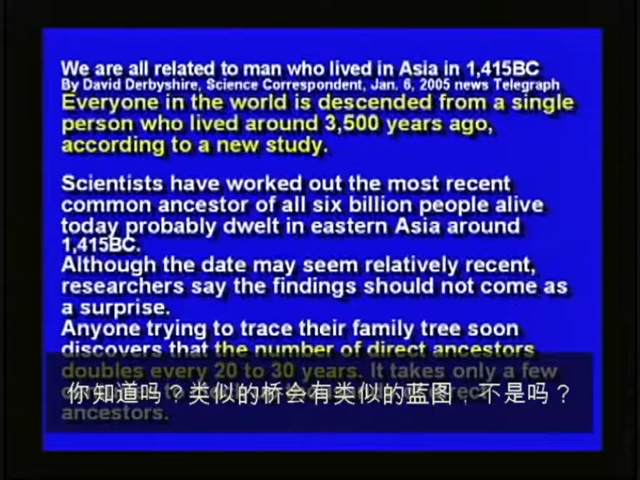 We are all related to man who lived in Asia in 1,415BC
By David Derbyshire, Science Correspondent, Jan. 6, 2005 news Telegraph
Everyone in the world is descended from a single
person who lived around 3,500 years ago,
according to a new study.
Scientists have worked out the most recent
common ancestor of all six billion people alive
today probably dwelt in eastern Asia around
1,415BC.
Although the date may seem relatively recent,
researchers say the findings should not come as
a surprise.
Anyone trying to trace their family tree soon
discovers that the number of direct ancestors
doubles every 20 to 30 years. It takes only a few
ancestors.
你知道吗？类似的桥会有类似的蓝图，不是吗？